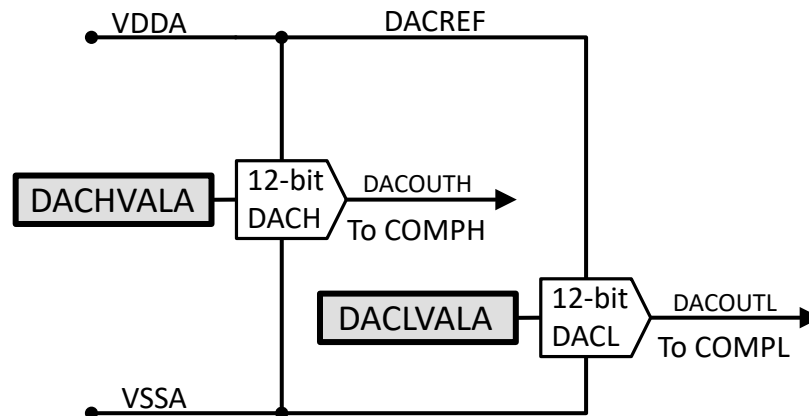 VDDA
DACREF
DACHVALA
12-bit
DACH
DACOUTH
To COMPH
DACLVALA
12-bit
DACL
DACOUTL
To COMPL
VSSA